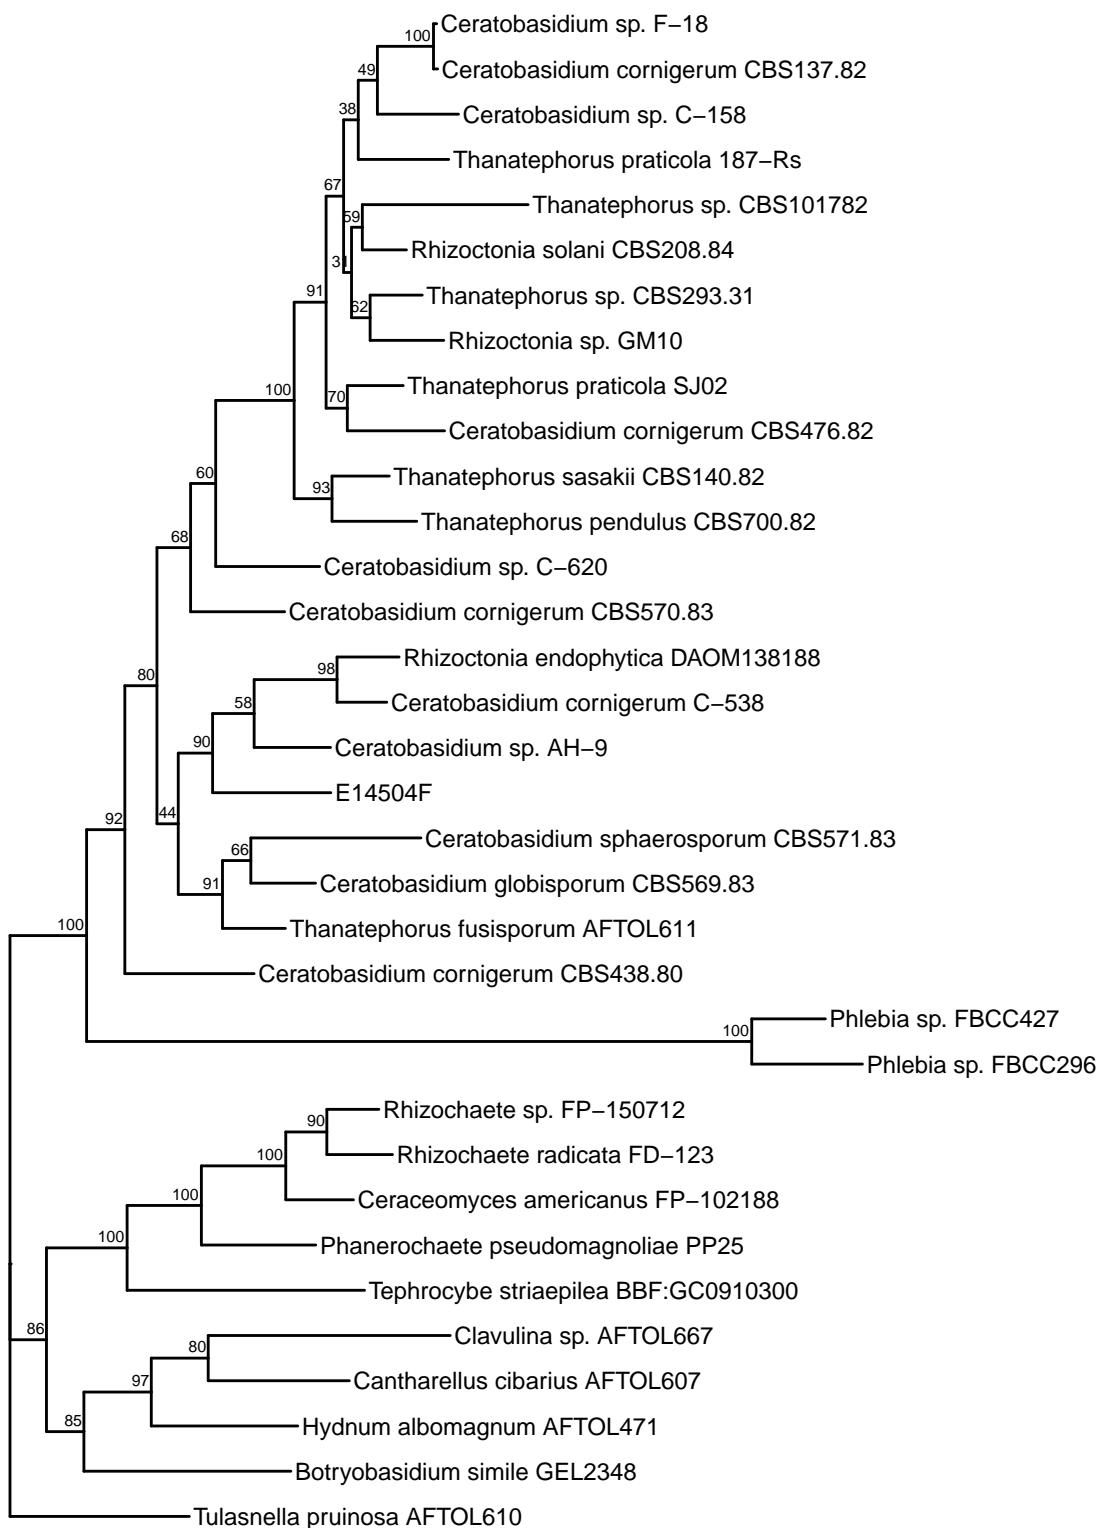 Ceratobasidium sp. F−18
100
Ceratobasidium cornigerum CBS137.82
49
Ceratobasidium sp. C−158
38
Thanatephorus praticola 187−Rs
67
Thanatephorus sp. CBS101782
59
Rhizoctonia solani CBS208.84
31
91
Thanatephorus sp. CBS293.31
62
Rhizoctonia sp. GM10
100
Thanatephorus praticola SJ02
70
Ceratobasidium cornigerum CBS476.82
60
Thanatephorus sasakii CBS140.82
93
Thanatephorus pendulus CBS700.82
68
Ceratobasidium sp. C−620
Ceratobasidium cornigerum CBS570.83
Rhizoctonia endophytica DAOM138188
98
80
Ceratobasidium cornigerum C−538
58
Ceratobasidium sp. AH−9
90
E14504F
44
92
Ceratobasidium sphaerosporum CBS571.83
66
Ceratobasidium globisporum CBS569.83
91
Thanatephorus fusisporum AFTOL611
100
Ceratobasidium cornigerum CBS438.80
Phlebia sp. FBCC427
100
Phlebia sp. FBCC296
Rhizochaete sp. FP−150712
90
Rhizochaete radicata FD−123
100
Ceraceomyces americanus FP−102188
100
Phanerochaete pseudomagnoliae PP25
100
Tephrocybe striaepilea BBF:GC0910300
86
Clavulina sp. AFTOL667
80
Cantharellus cibarius AFTOL607
97
Hydnum albomagnum AFTOL471
85
Botryobasidium simile GEL2348
Tulasnella pruinosa AFTOL610